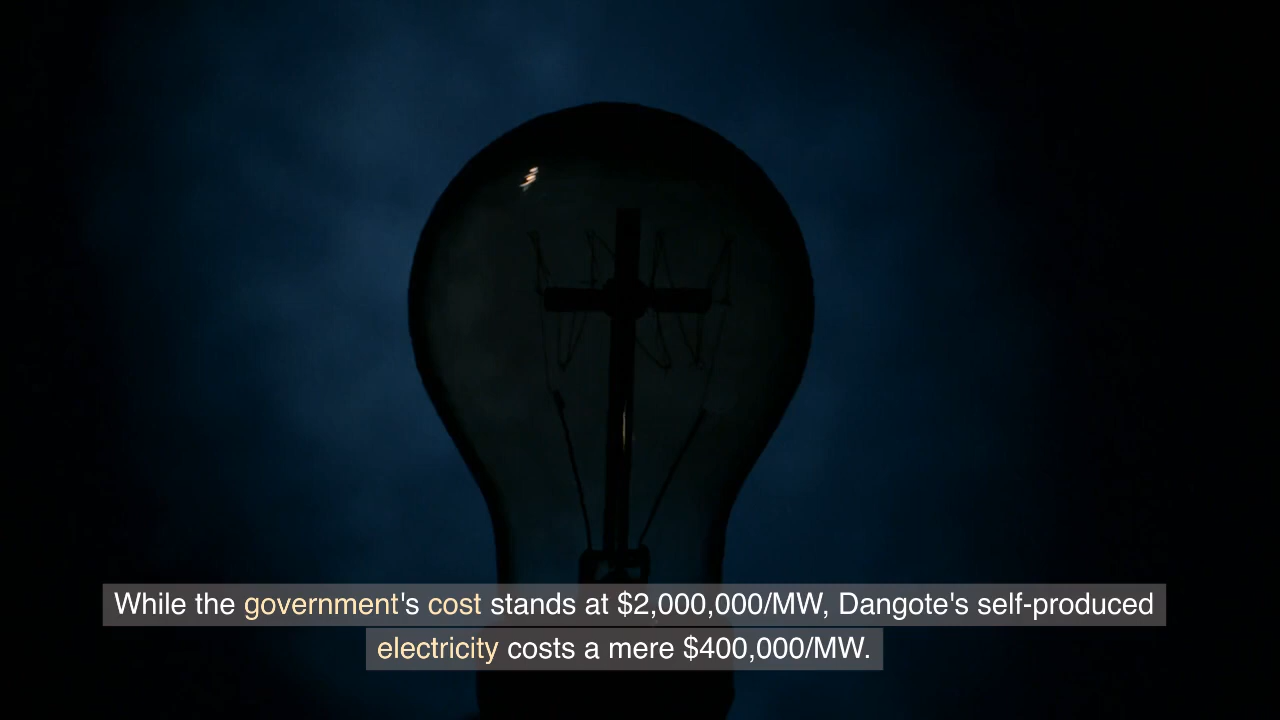 While the government's cost stands at $2,000,000/MW, Dangote's self-produced
electricity costs a mere $400,000/MW.